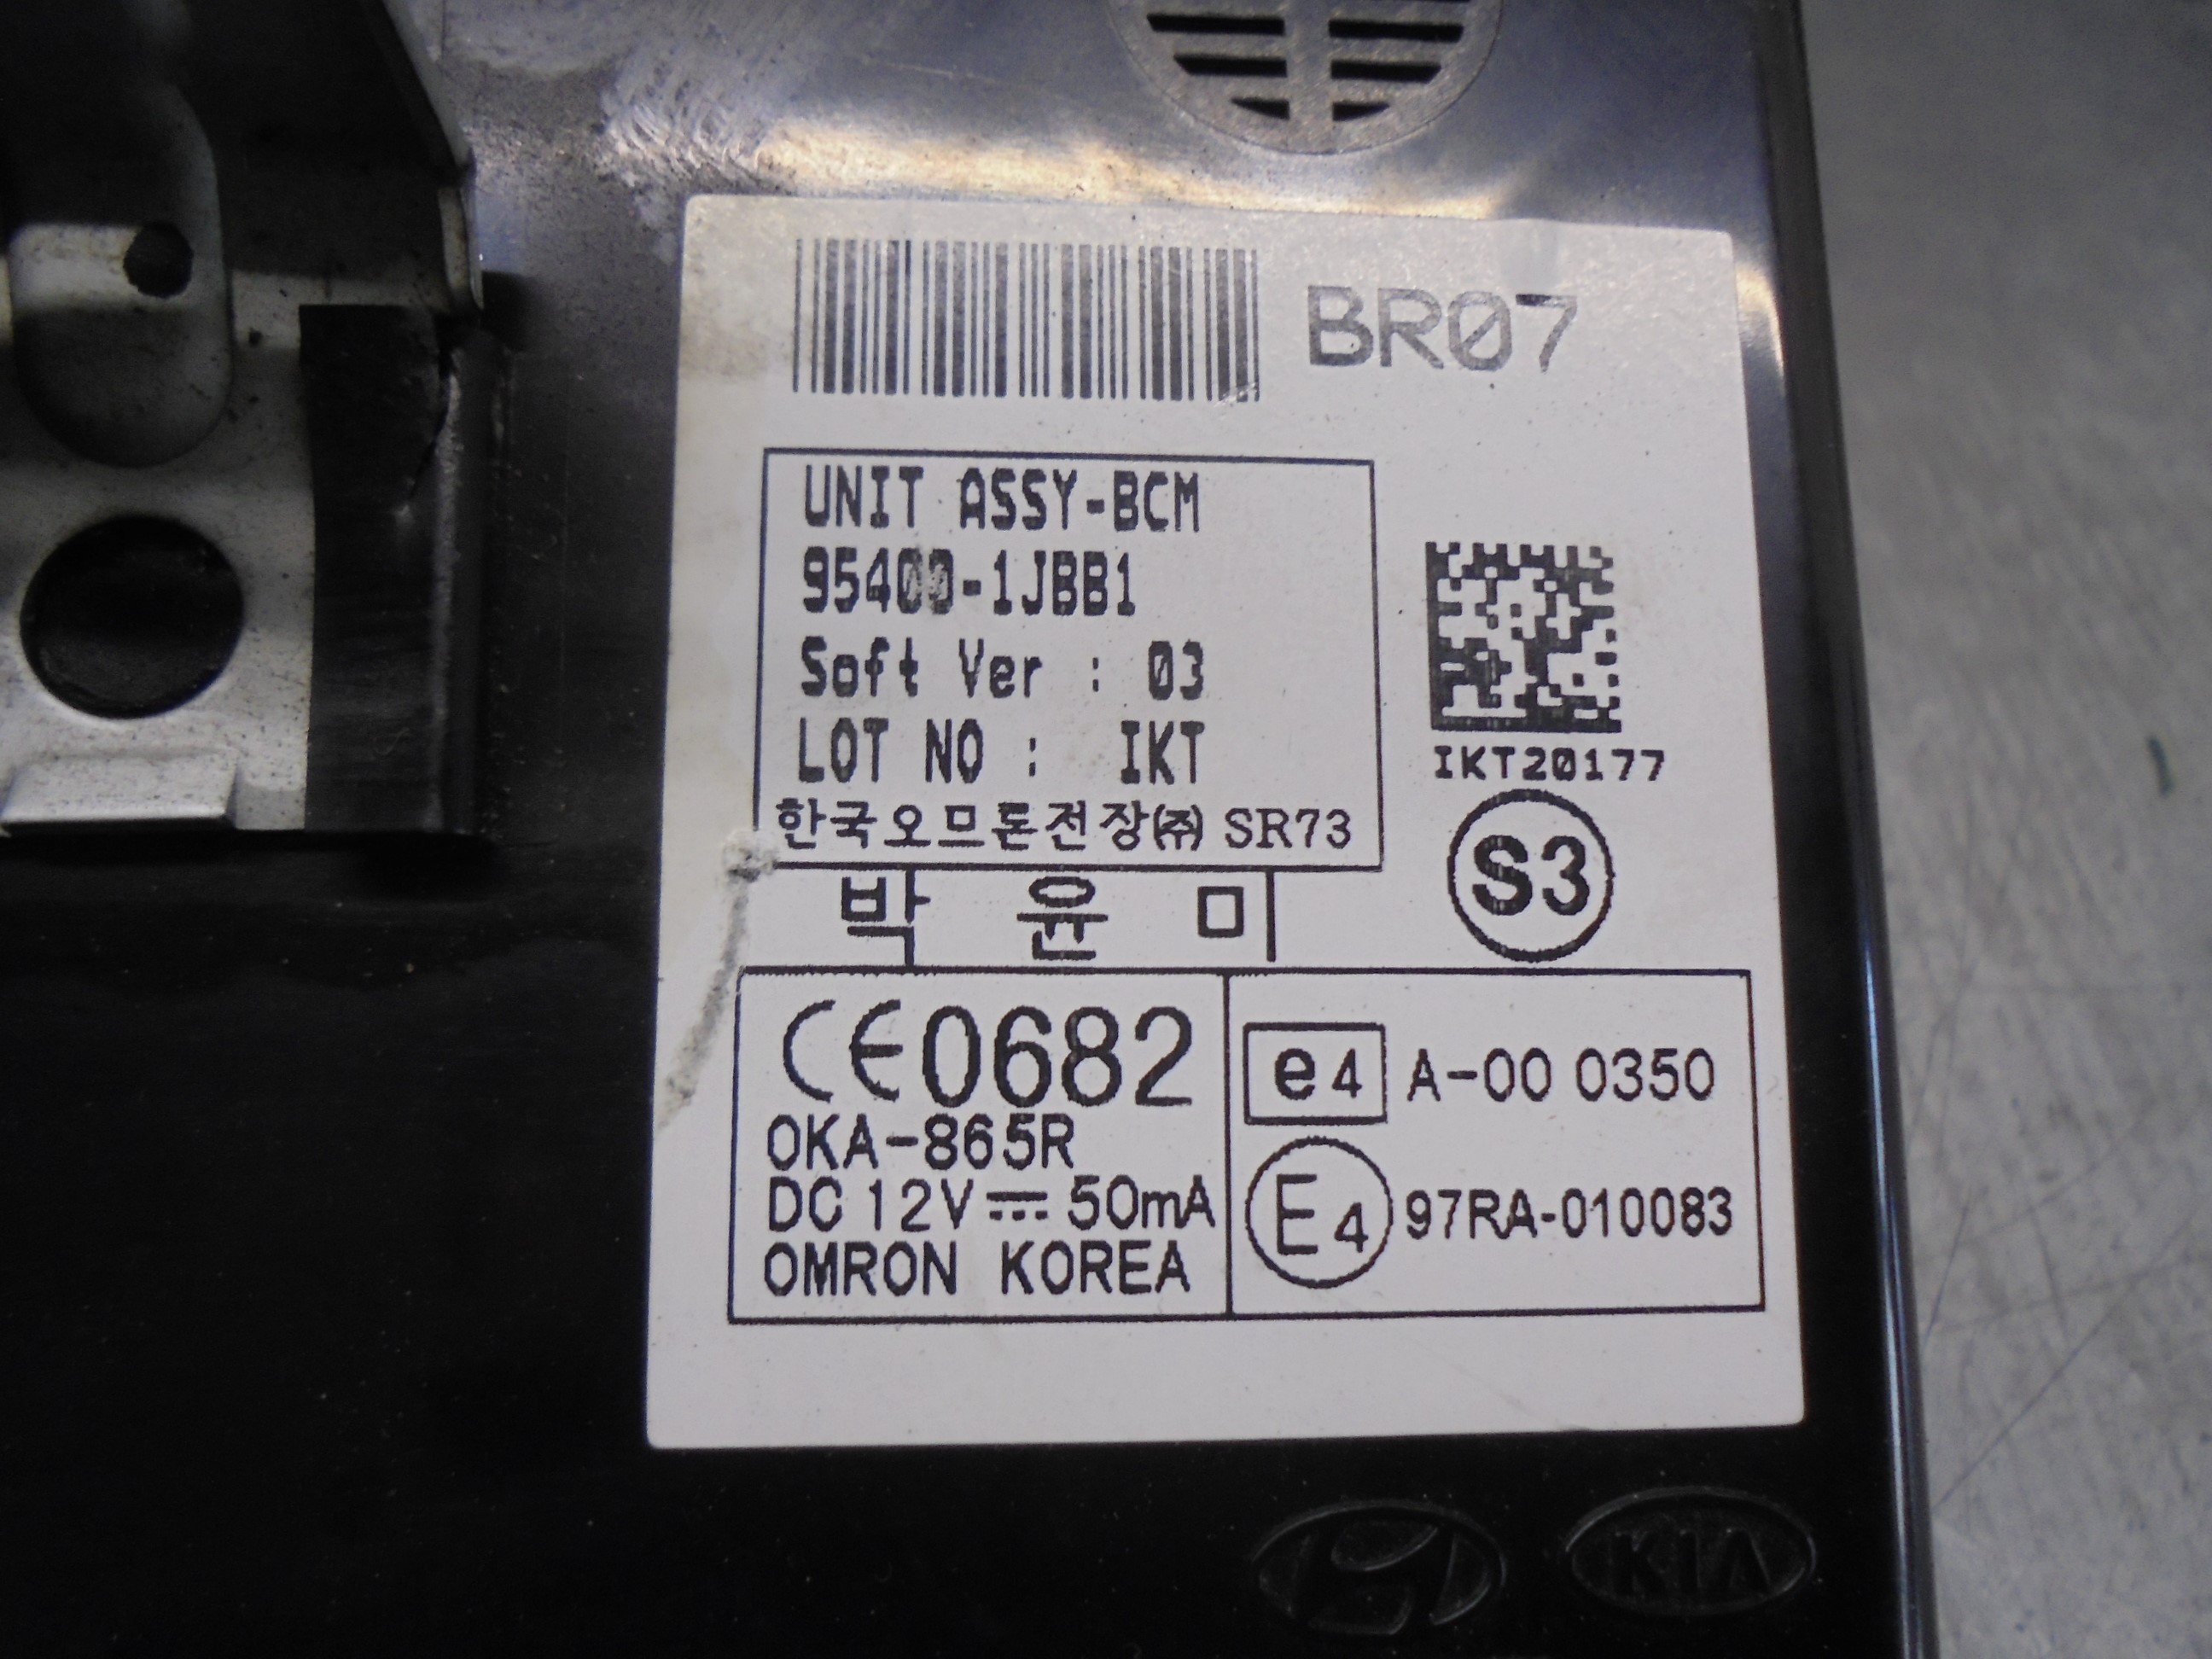 BR07
UNIT ASSY-BCM
95400-1JBB1
Soft Ver : 03
LOT NO : IKT
IKT20177
한국오므론전장㈜ SR73
S3
박 윤 미
CE0682
OKA-865R
DC 12V ⎓ 50mA
OMRON KOREA
e4 A-00 0350
E4 97RA-010083
KIA